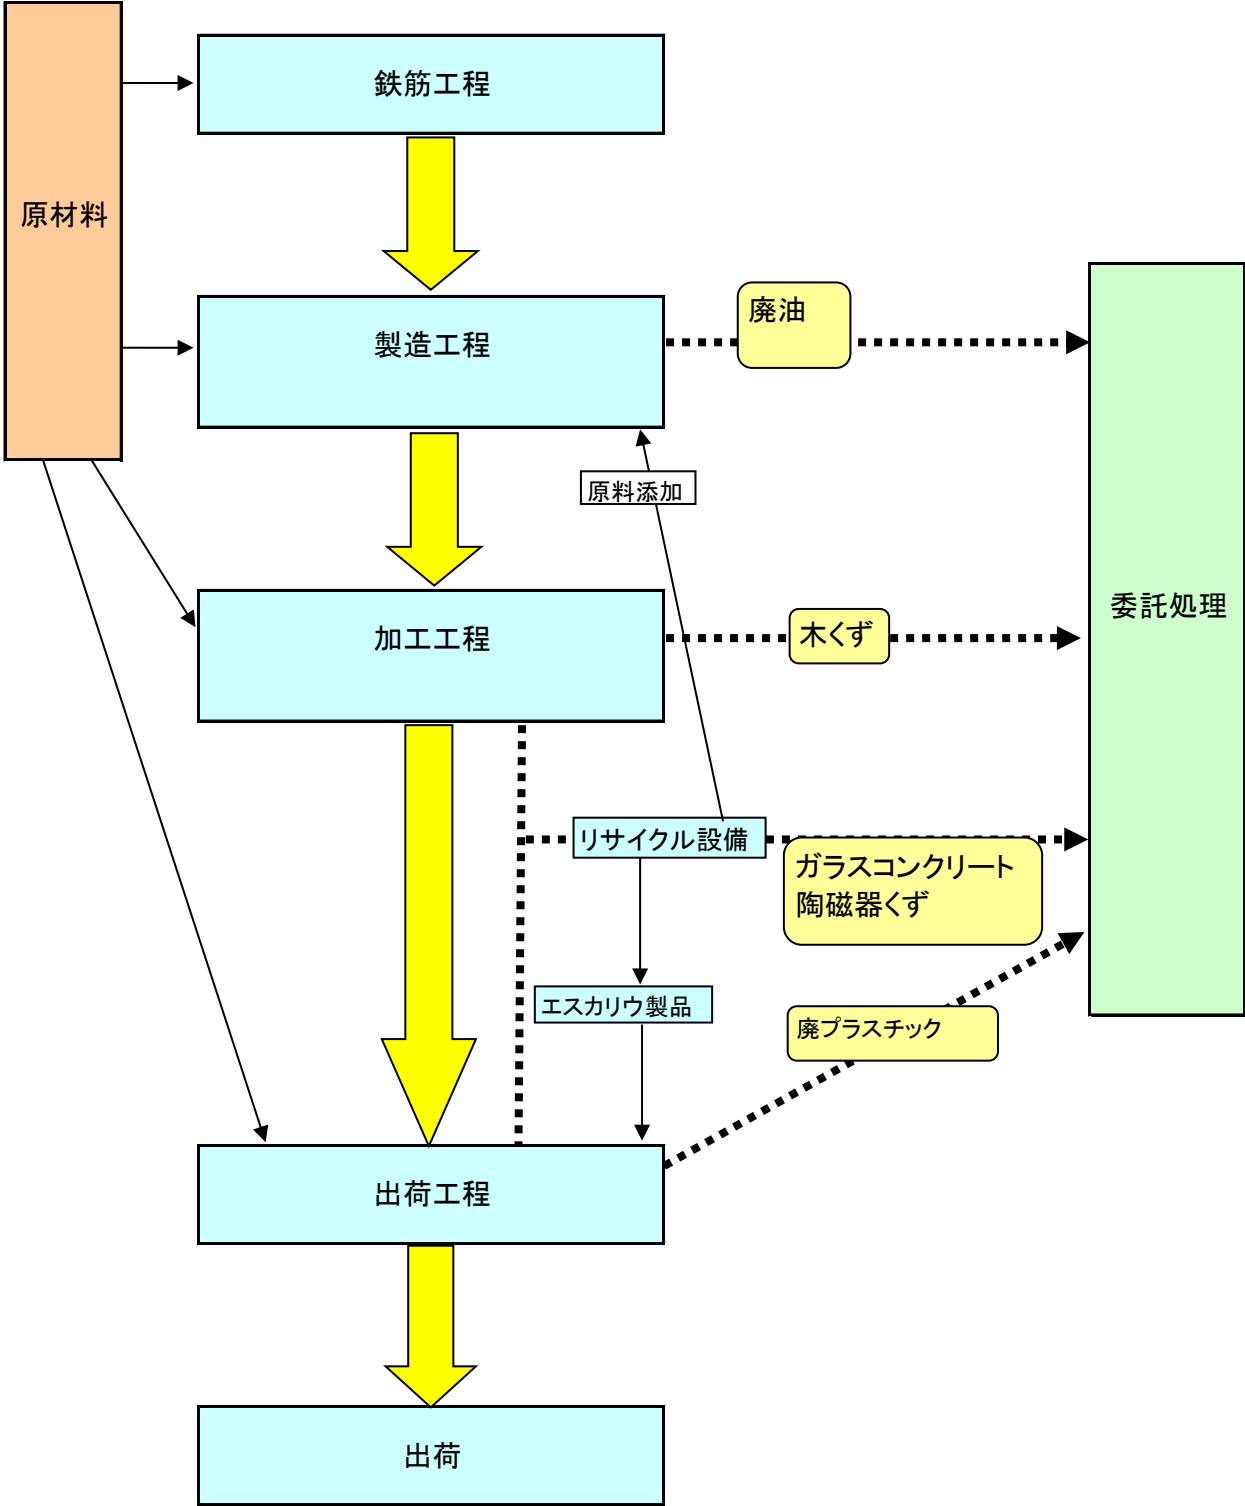 鉄筋工程
原材料
廃油
製造工程
原料添加
委託処理
木くず
加工工程
リサイクル設備
ガラスコンクリート
陶磁器くず
エスカリウ製品
廃プラスチック
出荷工程
出荷